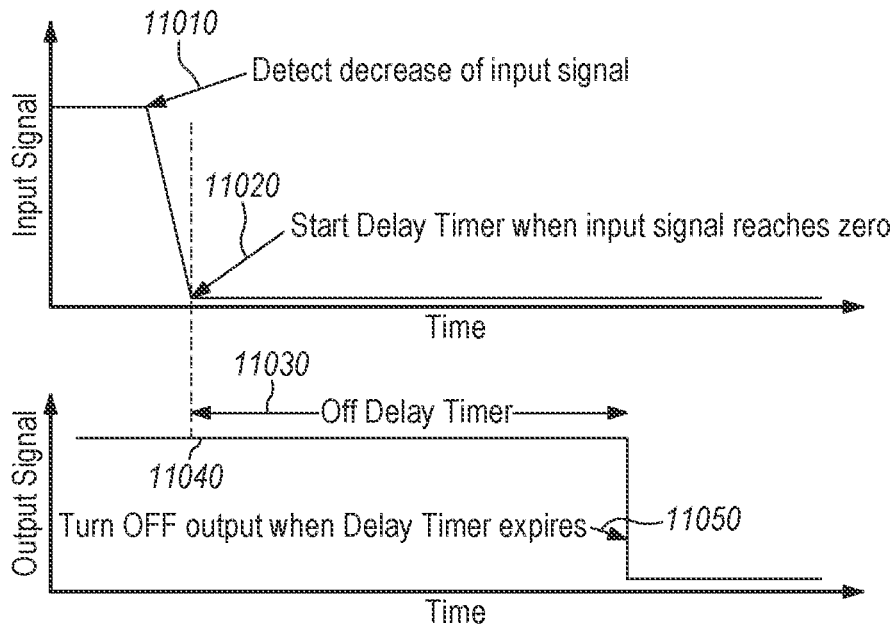 11010
Detect decrease of input signal
Input Signal
11020
Start Delay Timer when input signal reaches zero
Time
11030
Off Delay Timer
Output Signal
11040
Turn OFF output when Delay Timer expires
11050
Time